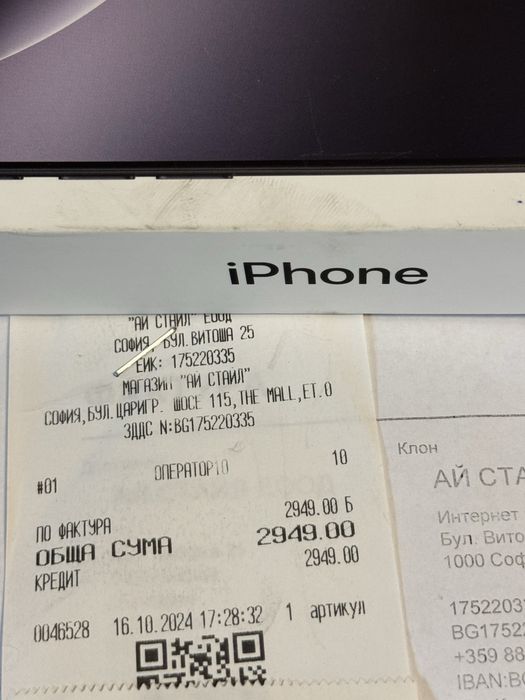 iPhone
"АЙ СТАЙЛ" ЕООД
СОФИЯ, БУЛ.ВИТОША 25
ЕИК: 175220335
МАГАЗИН "АЙ СТАЙЛ"
СОФИЯ,БУЛ.ЦАРИГР. ШОСЕ 115,THE MALL,ЕТ.0
ЗДДС N:BG175220335
#01 ОПЕРАТОР10 10
ПО ФАКТУРА 2949.00 Б
ОБЩА СУМА 2949.00
КРЕДИТ 2949.00
0046528 16.10.2024 17:28:32 1 артикул
Клон
АЙ СТА
Интернет
Бул. Вито
1000 Соф
1752203
BG1752
+359 88
IBAN:BG